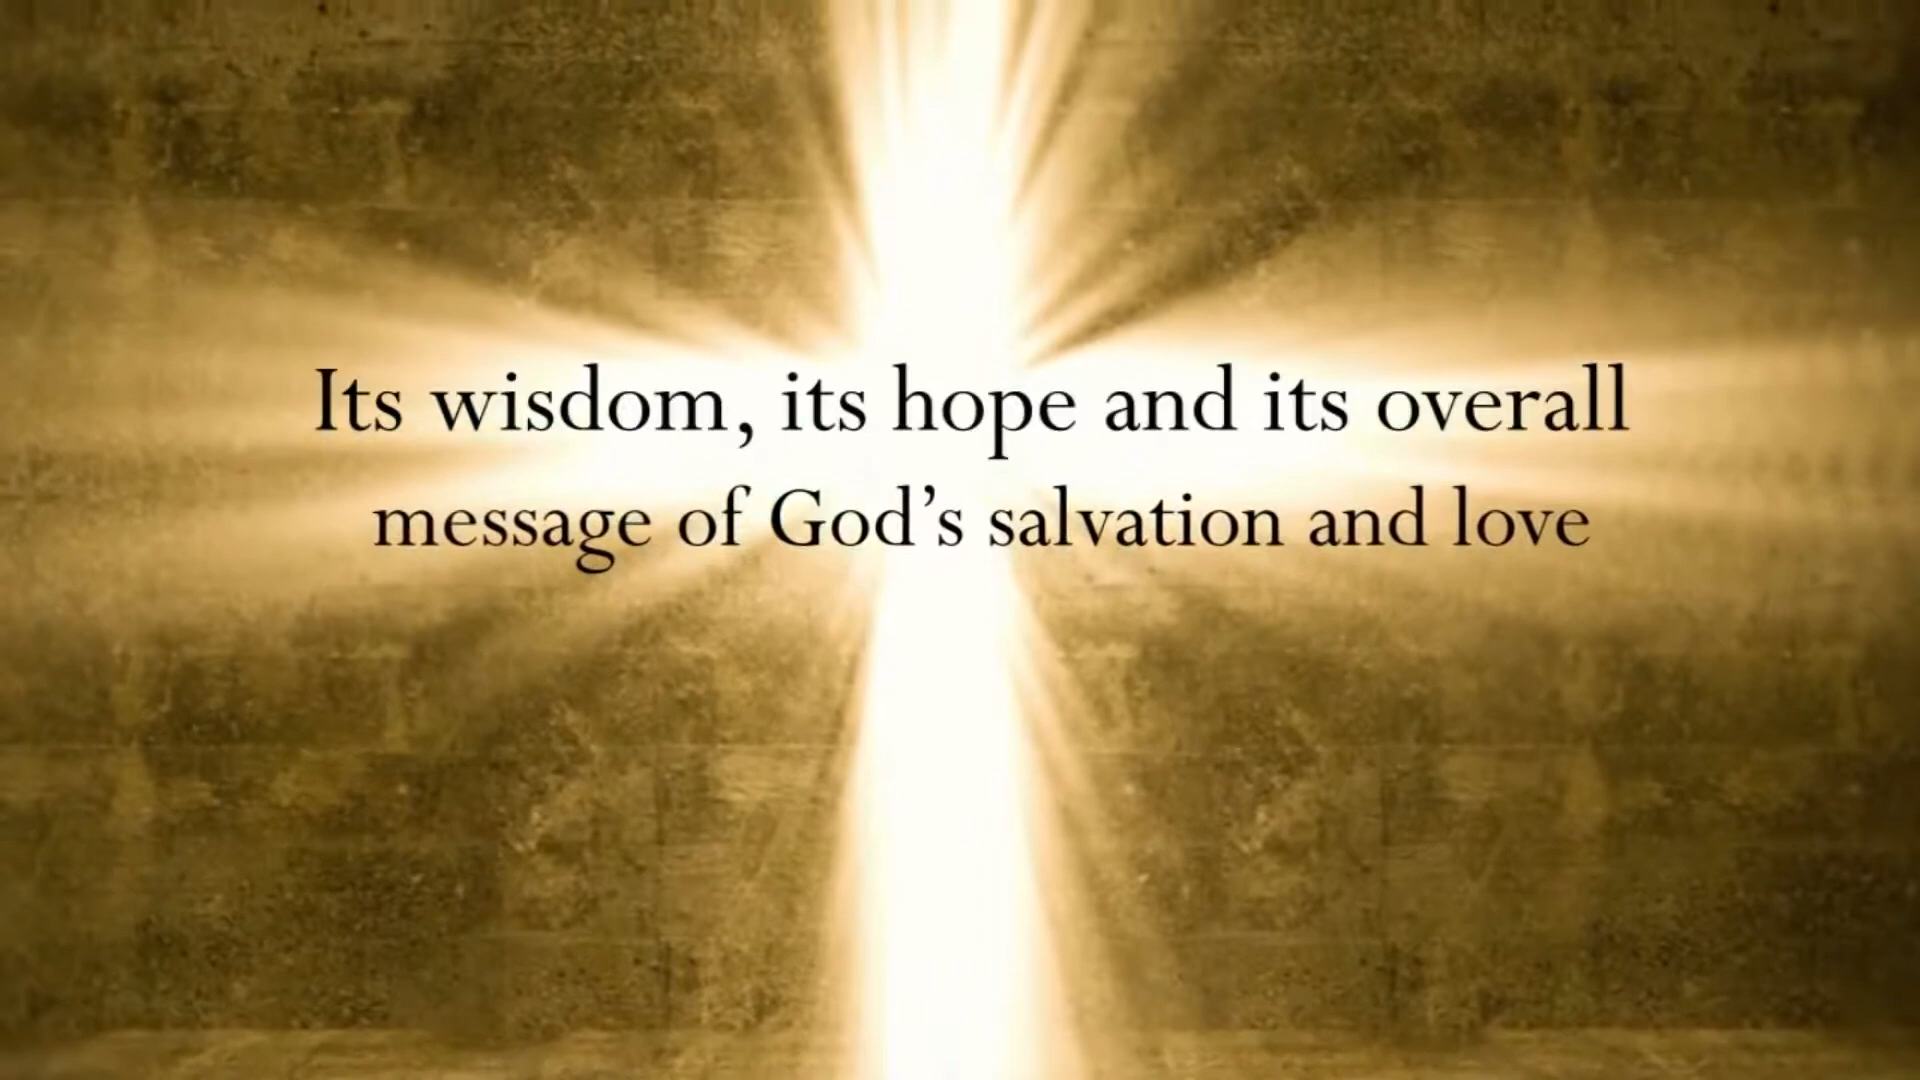 Its wisdom, its hope and its overall
message of God’s salvation and love